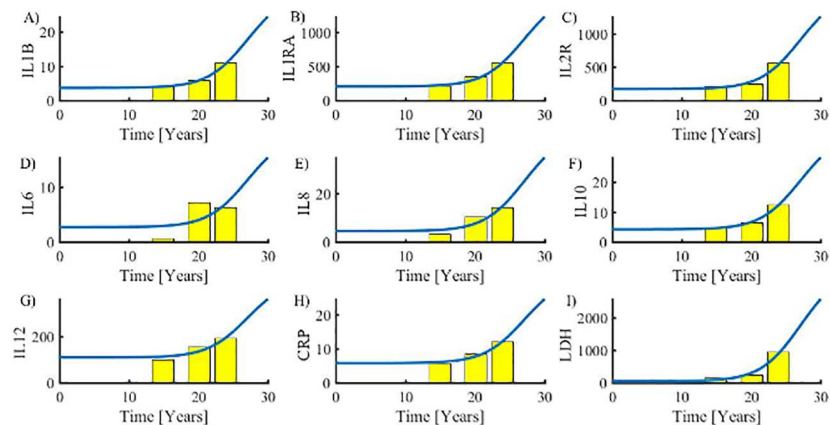 A)
IL1B
20
10
0
0 10 20 30
Time [Years]
B)
IL1RA
1000
500
0
0 10 20 30
Time [Years]
C)
IL2R
1000
500
0
0 10 20 30
Time [Years]
D)
IL6
10
0
0 10 20 30
Time [Years]
E)
IL8
20
0
0 10 20 30
Time [Years]
F)
IL10
20
10
0
0 10 20 30
Time [Years]
G)
IL12
200
0
0 10 20 30
Time [Years]
H)
CRP
20
10
0
0 10 20 30
Time [Years]
I)
LDH
2000
1000
0
0 10 20 30
Time [Years]